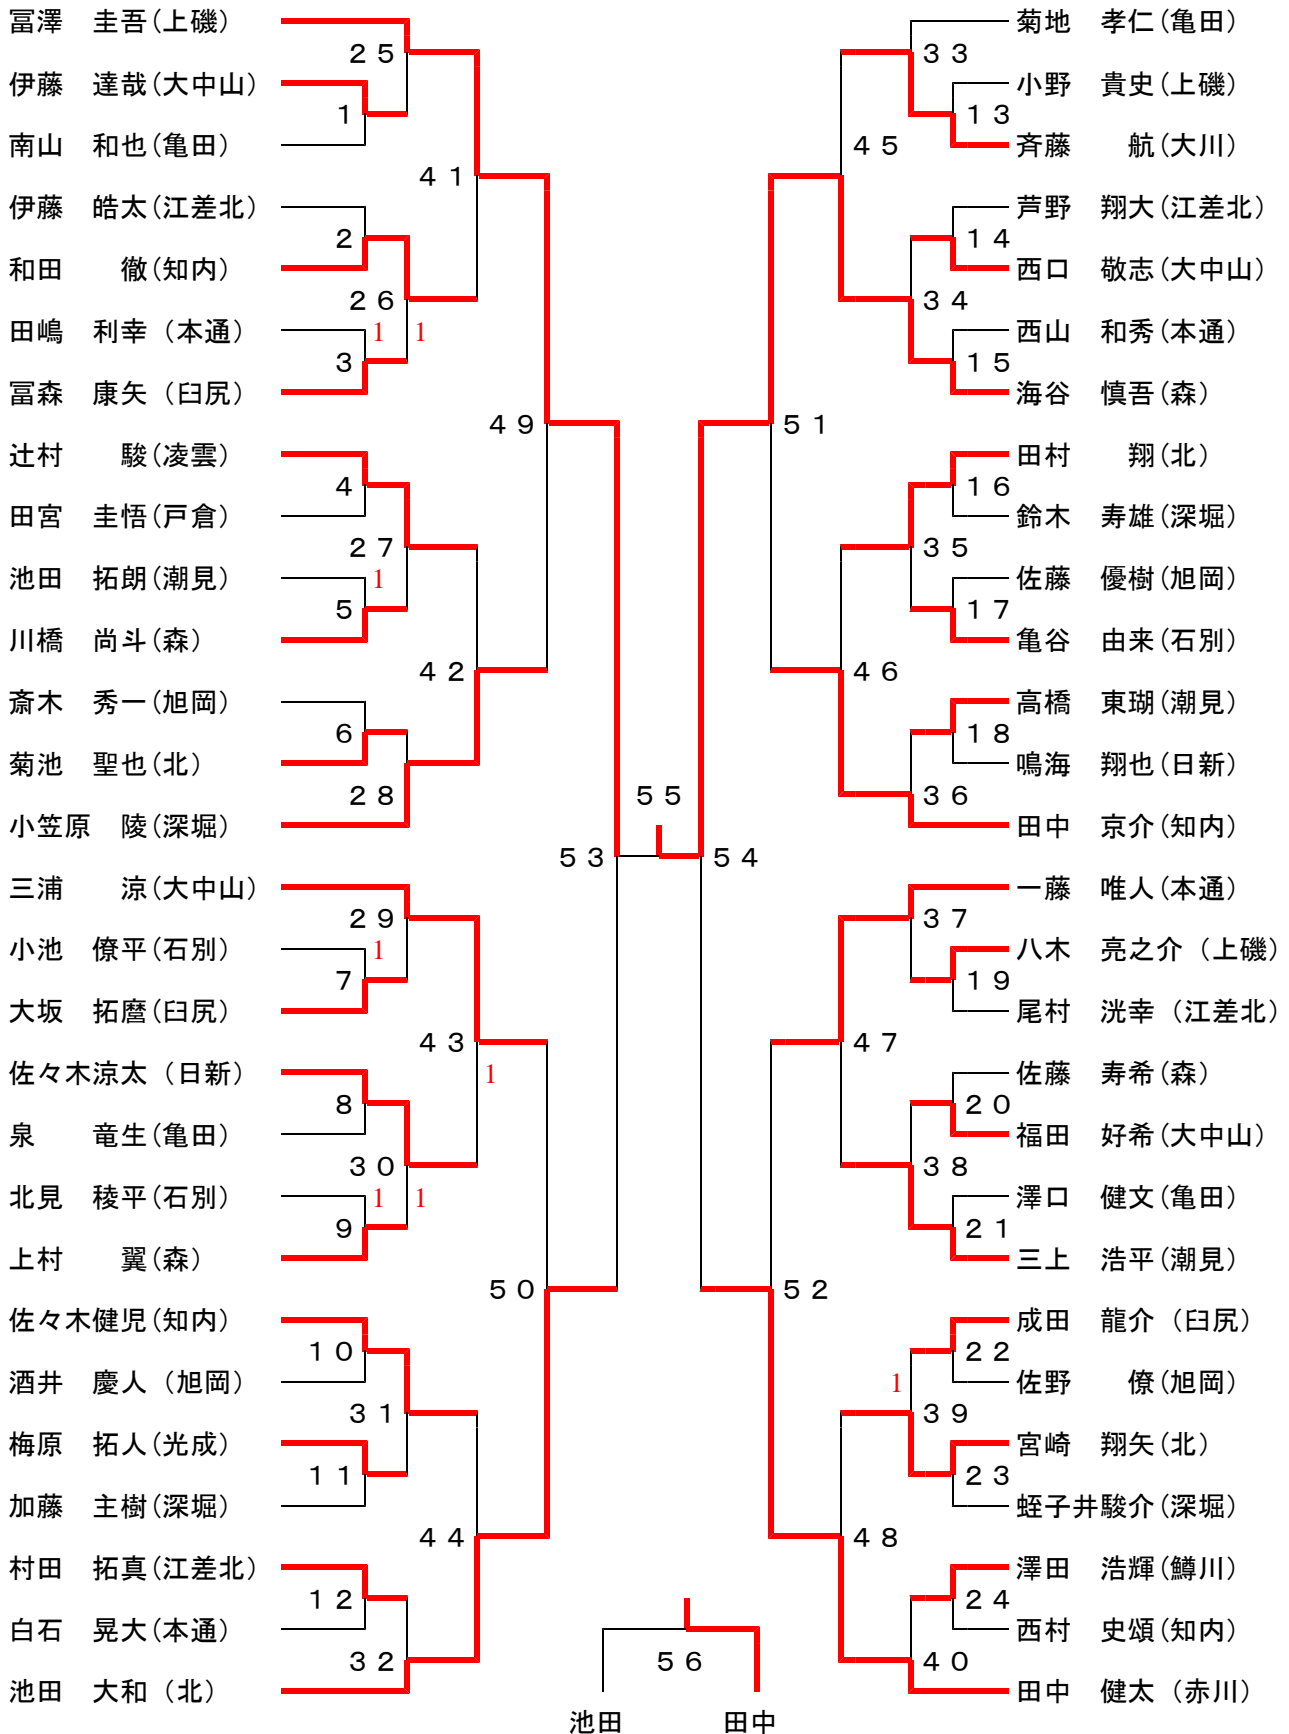 冨澤　圭吾(上磯)
２５
伊藤　達哉(大中山)
１
南山　和也(亀田)
４１
伊藤　皓太(江差北)
２
和田　　徹(知内)
２６
田嶋　利幸（本通)
1　1
３
冨森　康矢（臼尻)
４９
辻村　　駿(凌雲)
４
田宮　圭悟(戸倉)
２７
池田　拓朗(潮見)
1
５
川橋　尚斗(森)
４２
斎木　秀一(旭岡)
６
菊池　聖也(北)
２８
小笠原　陵(深堀)
５３
三浦　　涼(大中山)
２９
小池　僚平(石別)
1
７
大坂　拓麿(臼尻)
４３
佐々木涼太（日新)
1
８
泉　　竜生(亀田)
３０
北見　稜平(石別)
1　1
９
上村　　翼(森)
５０
佐々木健児(知内)
１０
酒井　慶人（旭岡)
３１
梅原　拓人(光成)
１１
加藤　主樹(深堀)
４４
村田　拓真(江差北)
１２
白石　晃大(本通)
３２
池田　大和（北)
５５
５６
池田　田中
菊地　孝仁(亀田)
３３
小野　貴史(上磯)
１３
斉藤　　航(大川)
４５
芦野　翔大(江差北)
１４
西口　敬志(大中山)
３４
西山　和秀(本通)
１５
海谷　慎吾(森)
５１
田村　　翔(北)
１６
鈴木　寿雄(深堀)
３５
佐藤　優樹(旭岡)
１７
亀谷　由来(石別)
４６
高橋　東瑚(潮見)
１８
鳴海　翔也(日新)
３６
田中　京介(知内)
５４
一藤　唯人(本通)
３７
八木　亮之介（上磯)
１９
尾村　洸幸（江差北)
４７
佐藤　寿希(森)
２０
福田　好希(大中山)
３８
澤口　健文(亀田)
２１
三上　浩平(潮見)
５２
成田　龍介（臼尻)
２２
佐野　　僚(旭岡)
1
３９
宮崎　翔矢(北)
２３
蛭子井駿介(深堀)
４８
澤田　浩輝(鱒川)
２４
西村　史頌(知内)
４０
田中　健太（赤川)